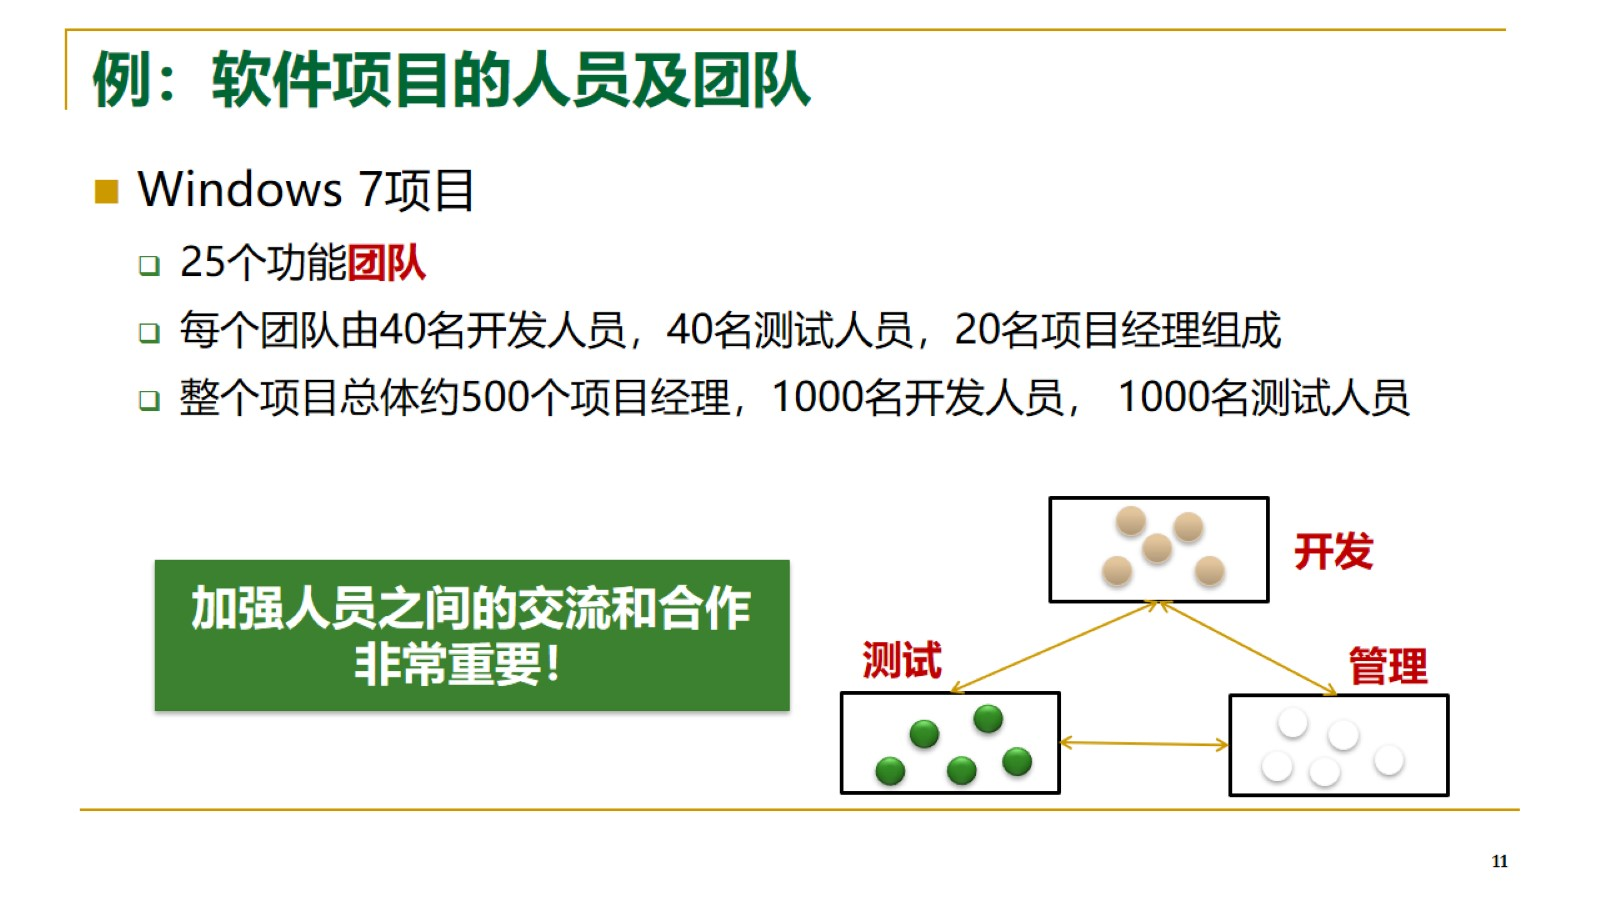 例：软件项目的人员及团队
Windows 7项目
25个功能团队
每个团队由40名开发人员，40名测试人员，20名项目经理组成
整个项目总体约500个项目经理，1000名开发人员， 1000名测试人员
加强人员之间的交流和合作
非常重要！
开发
测试
管理
11